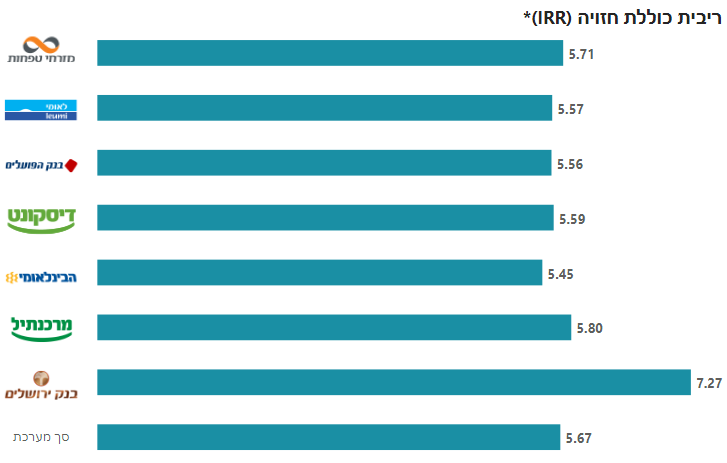 ריבית כוללת חזויה (IRR)*
מזרחי טפחות 5.71
לאומי
leumi 5.57
בנק הפועלים 5.56
דיסקונט 5.59
הבינלאומי 5.45
מרכנתיל 5.80
בנק ירושלים 7.27
סך מערכת 5.67